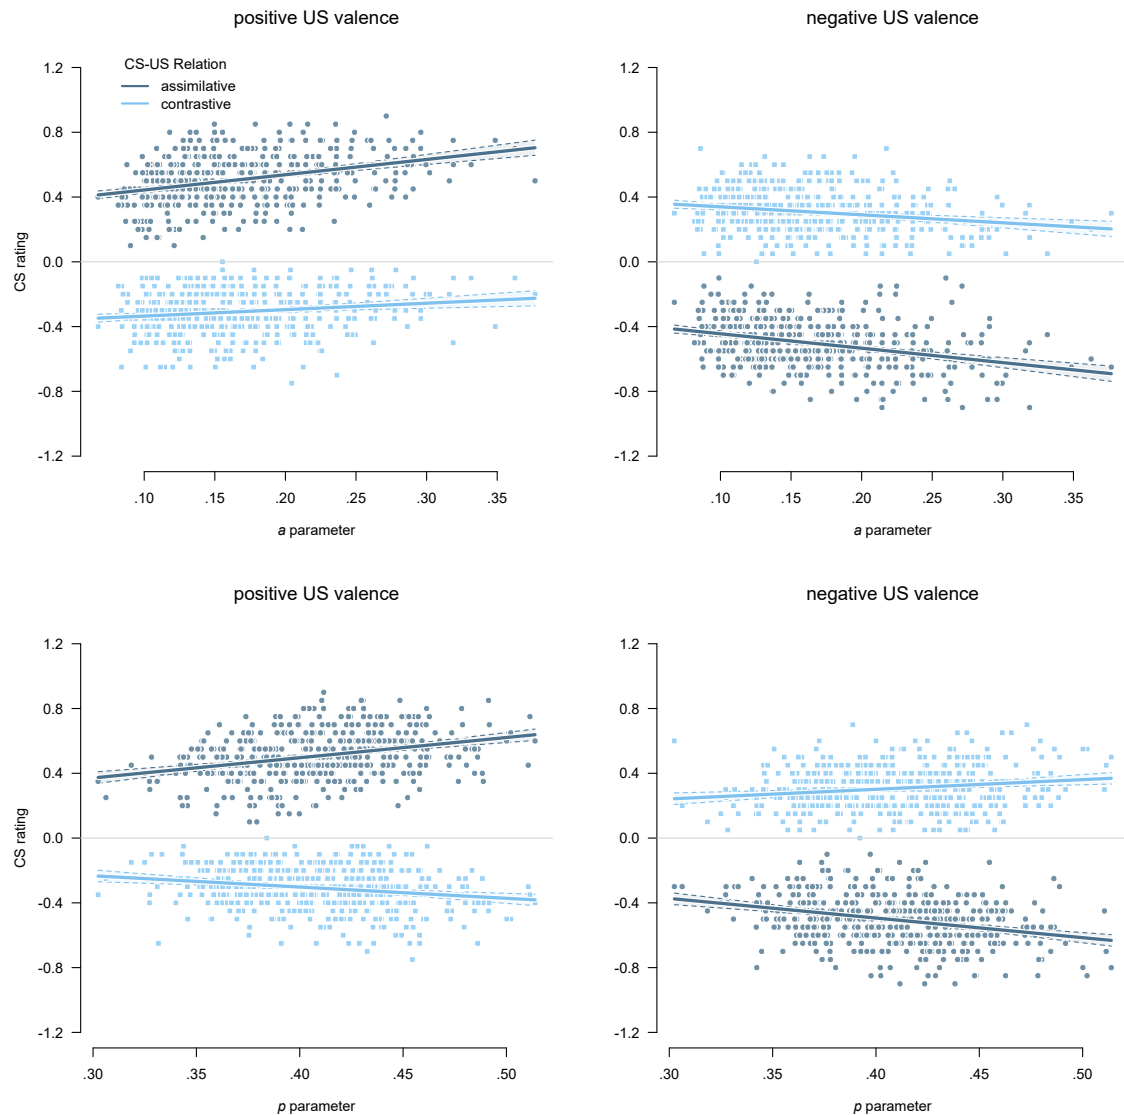 positive US valence
negative US valence
CS-US Relation
assimilative
contrastive
1.2
0.8
0.4
0.0
-0.4
-0.8
-1.2
CS rating
.10 .15 .20 .25 .30 .35
a parameter
1.2
0.8
0.4
0.0
-0.4
-0.8
-1.2
.10 .15 .20 .25 .30 .35
a parameter
positive US valence
negative US valence
1.2
0.8
0.4
0.0
-0.4
-0.8
-1.2
CS rating
.30 .35 .40 .45 .50
p parameter
1.2
0.8
0.4
0.0
-0.4
-0.8
-1.2
.30 .35 .40 .45 .50
p parameter